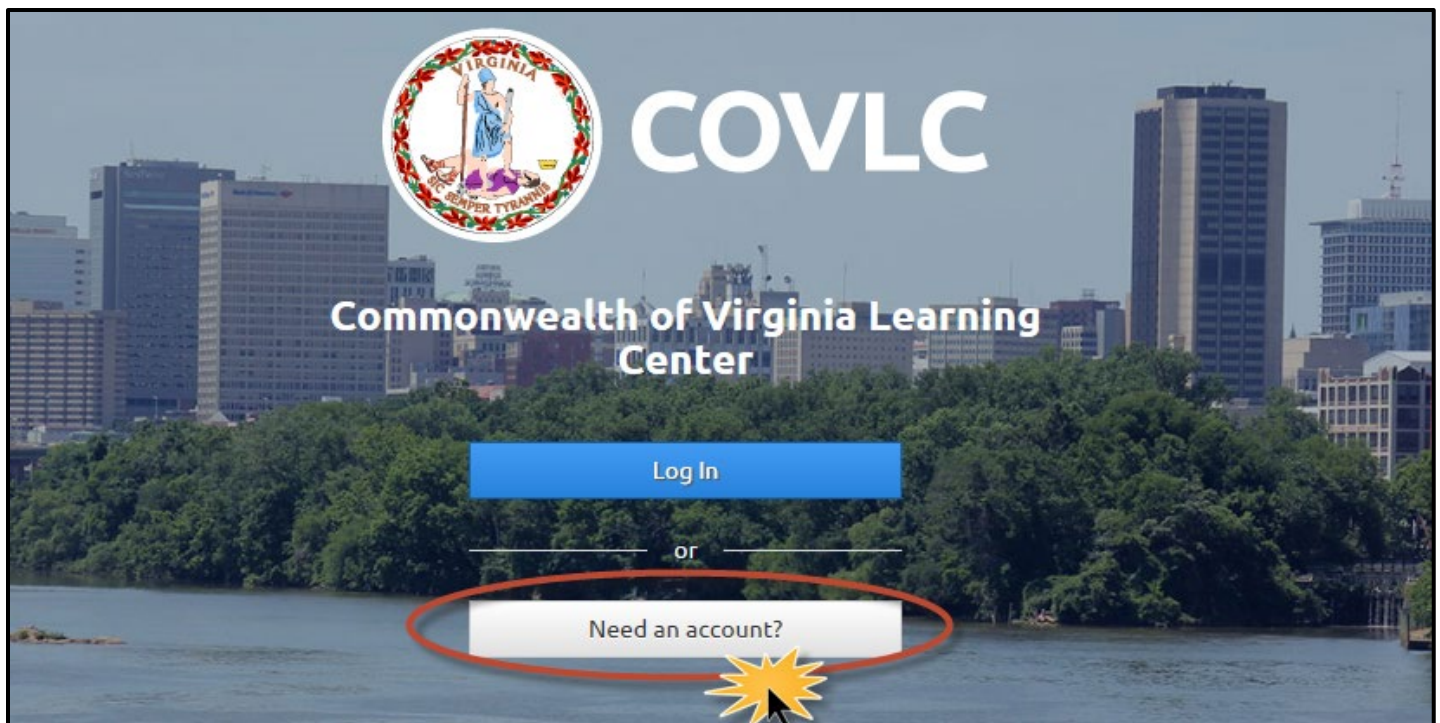 VIRGINIA
SIC SEMPER TYRANNIS
COVLC
Commonwealth of Virginia Learning
Center
Log In
or
Need an account?